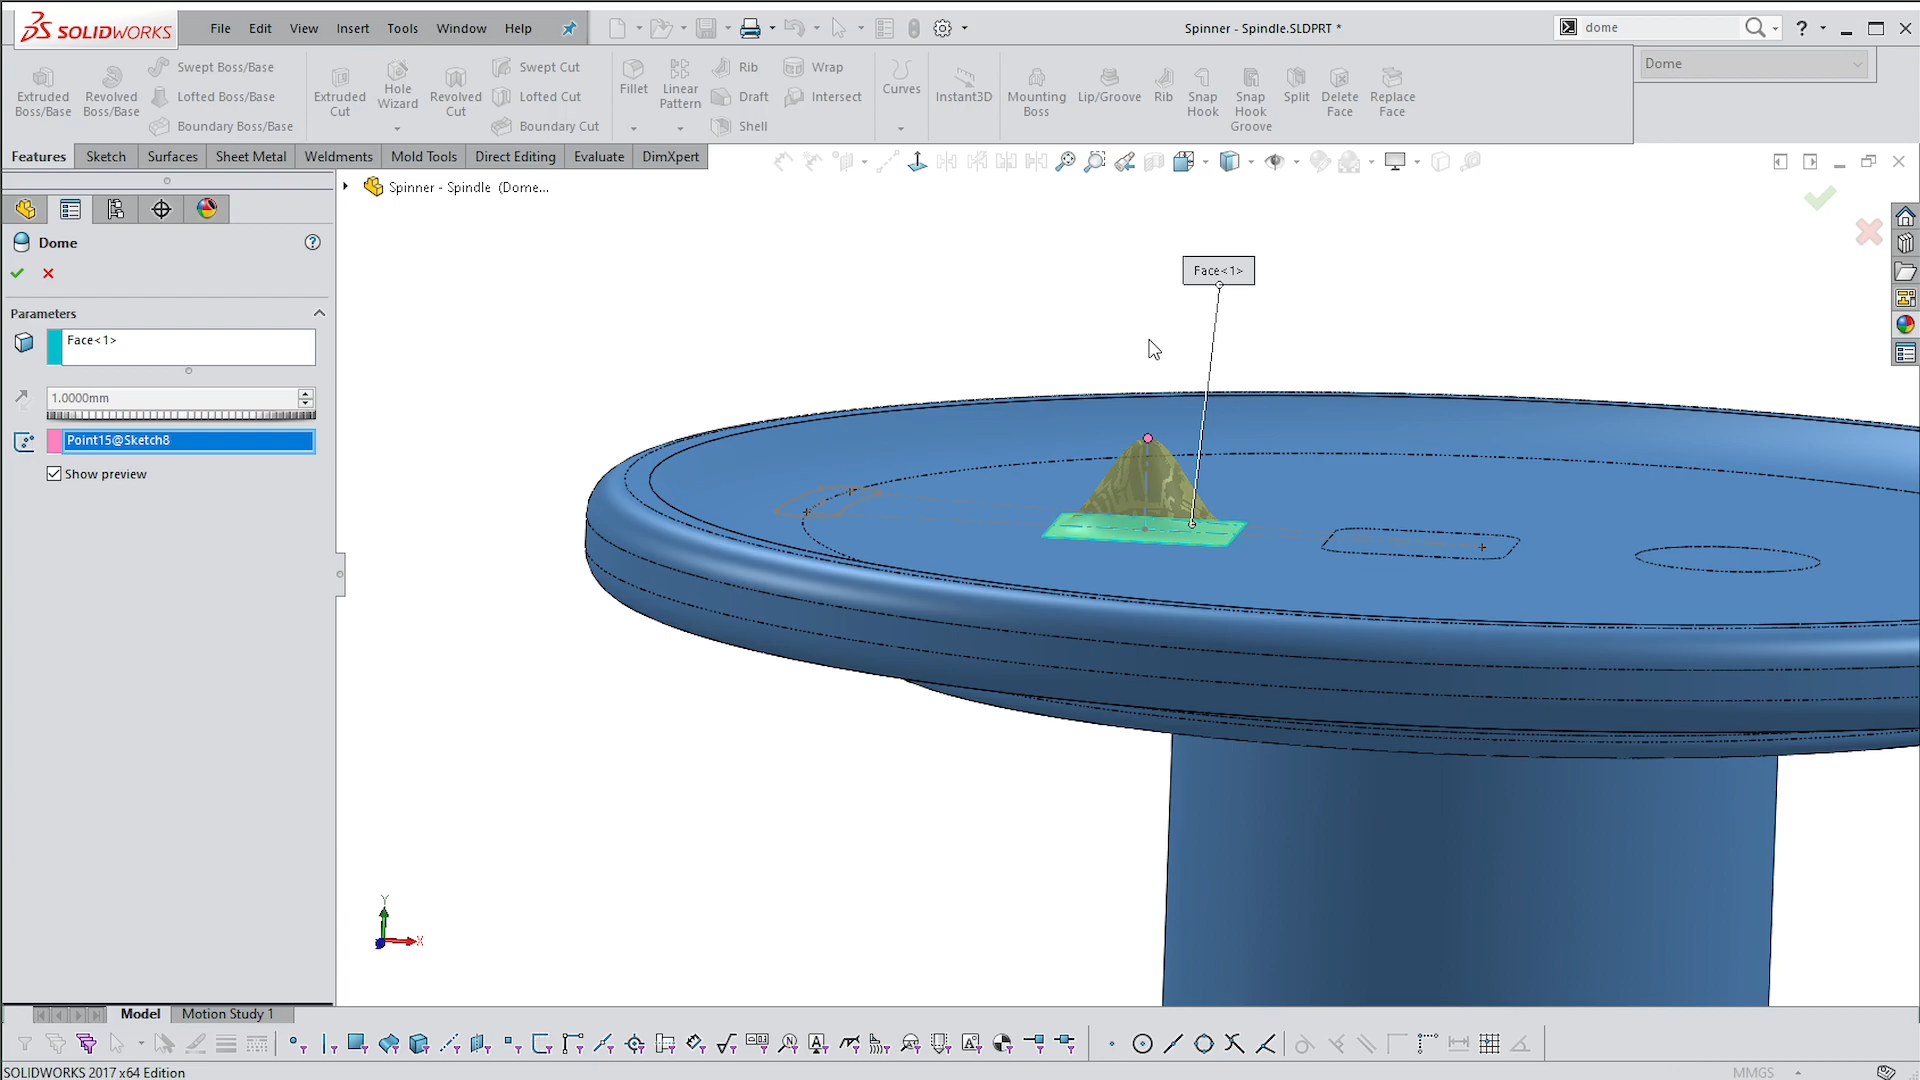 SOLIDWORKS
File Edit View Insert Tools Window Help
Spinner - Spindle.SLDPRT *
dome
?
Dome
Extruded Boss/Base
Revolved Boss/Base
Swept Boss/Base
Lofted Boss/Base
Boundary Boss/Base
Extruded Cut
Hole Wizard
Revolved Cut
Swept Cut
Lofted Cut
Boundary Cut
Fillet
Linear Pattern
Rib
Draft
Shell
Wrap
Intersect
Curves
Instant3D
Mounting Boss
Lip/Groove
Rib
Snap Hook
Snap Hook Groove
Split
Delete Face
Replace Face
Features Sketch Surfaces Sheet Metal Weldments Mold Tools Direct Editing Evaluate DimXpert
Spinner - Spindle (Dome...
Dome
?
Parameters
Face<1>
1.0000mm
Point15@Sketch8
Show preview
Face<1>
Y
X
Model Motion Study 1
SOLIDWORKS 2017 x64 Edition
MMGS